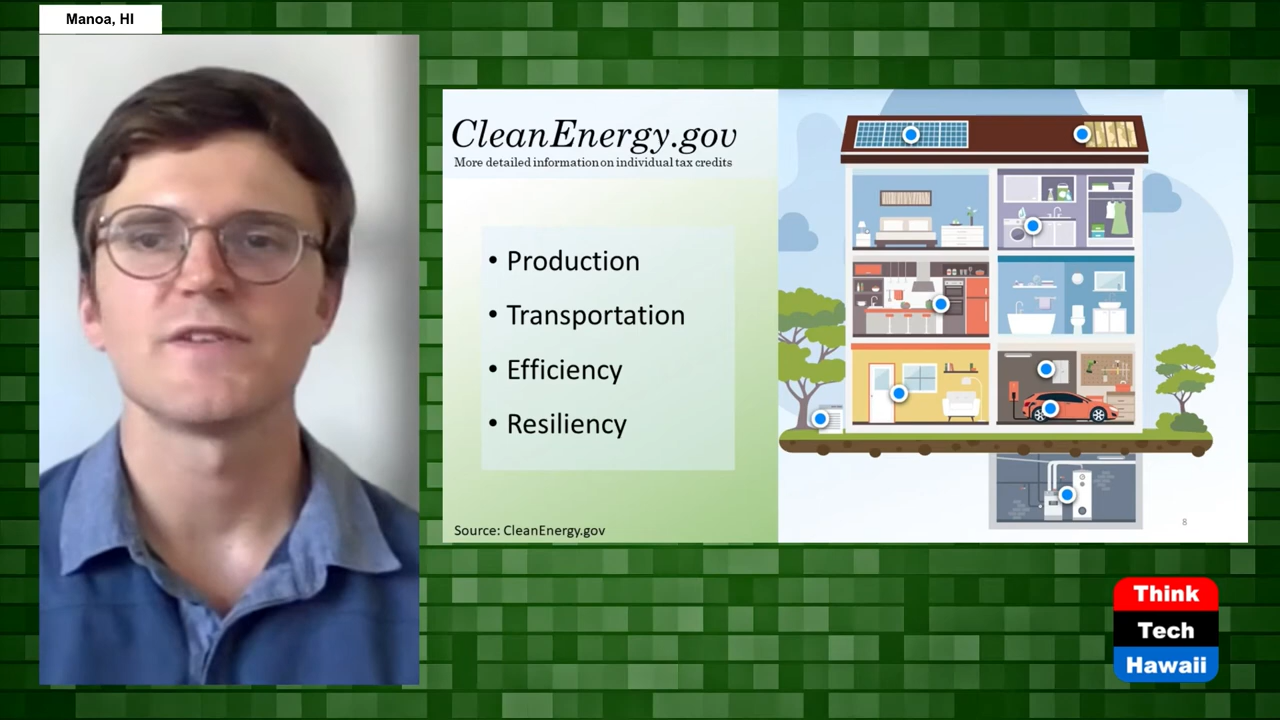 Manoa, HI
CleanEnergy.gov
More detailed information on individual tax credits
• Production
• Transportation
• Efficiency
• Resiliency
Source: CleanEnergy.gov
8
Think
Tech
Hawaii